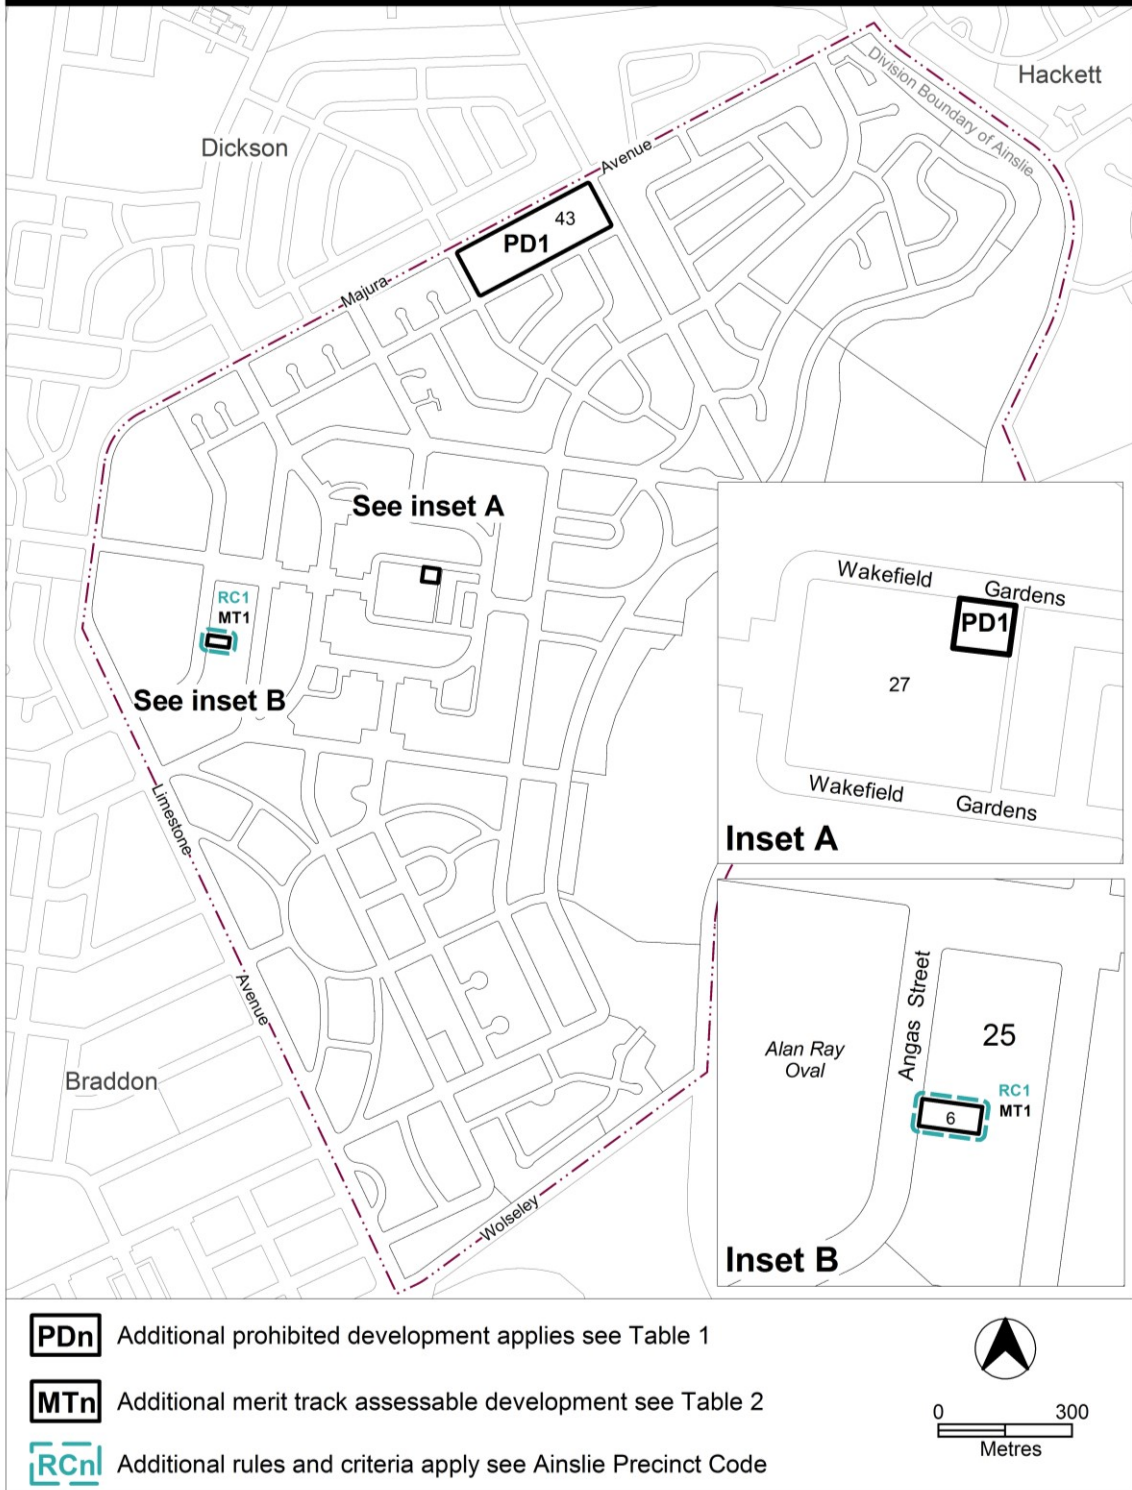 Hackett
Division Boundary of Ainslie
Dickson
Avenue
43
PD1
Majura
See inset A
RC1
MT1
See inset B
Wakefield
Gardens
PD1
27
Wakefield
Gardens
Inset A
Limestone
Avenue
Angas Street
25
Alan Ray
Oval
RC1
MT1
6
Braddon
Wolseley
Inset B
PDn Additional prohibited development applies see Table 1
MTn Additional merit track assessable development see Table 2
RCn Additional rules and criteria apply see Ainslie Precinct Code
0 300
Metres